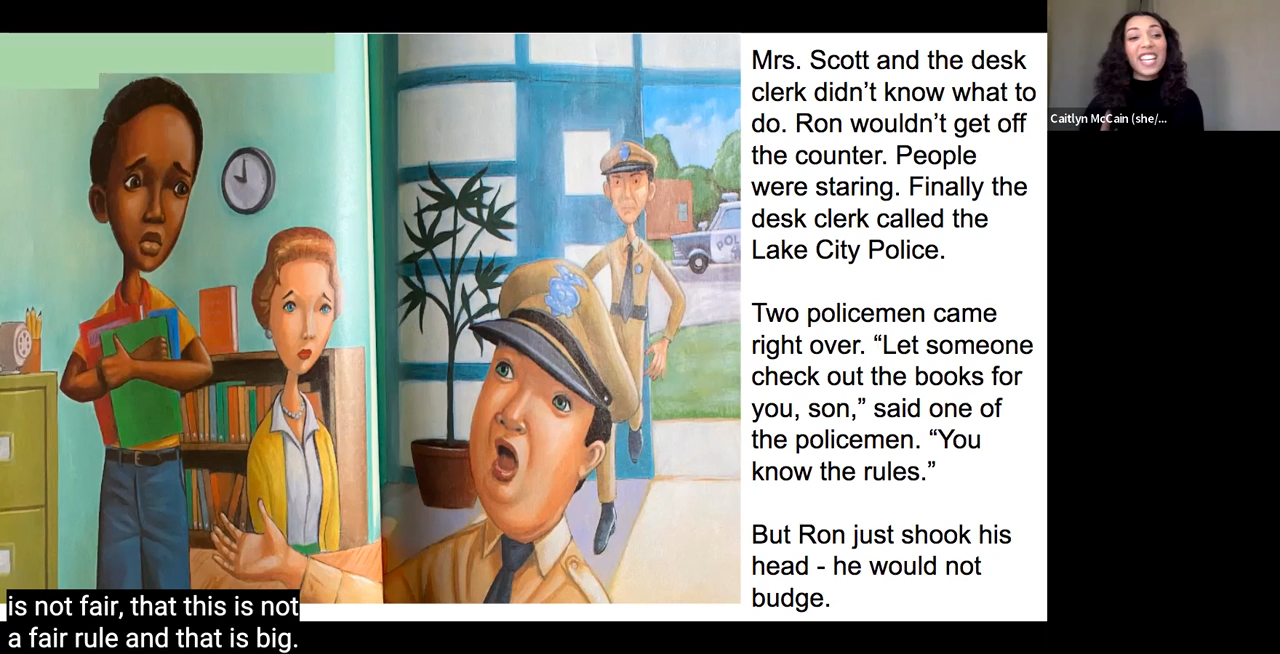 Mrs. Scott and the desk
clerk didn’t know what to
do. Ron wouldn’t get off
the counter. People
were staring. Finally the
desk clerk called the
Lake City Police.
Two policemen came
right over. “Let someone
check out the books for
you, son,” said one of
the policemen. “You
know the rules.”
But Ron just shook his
head - he would not
budge.
Caitlyn McCain (she/...
POL
is not fair, that this is not
a fair rule and that is big.